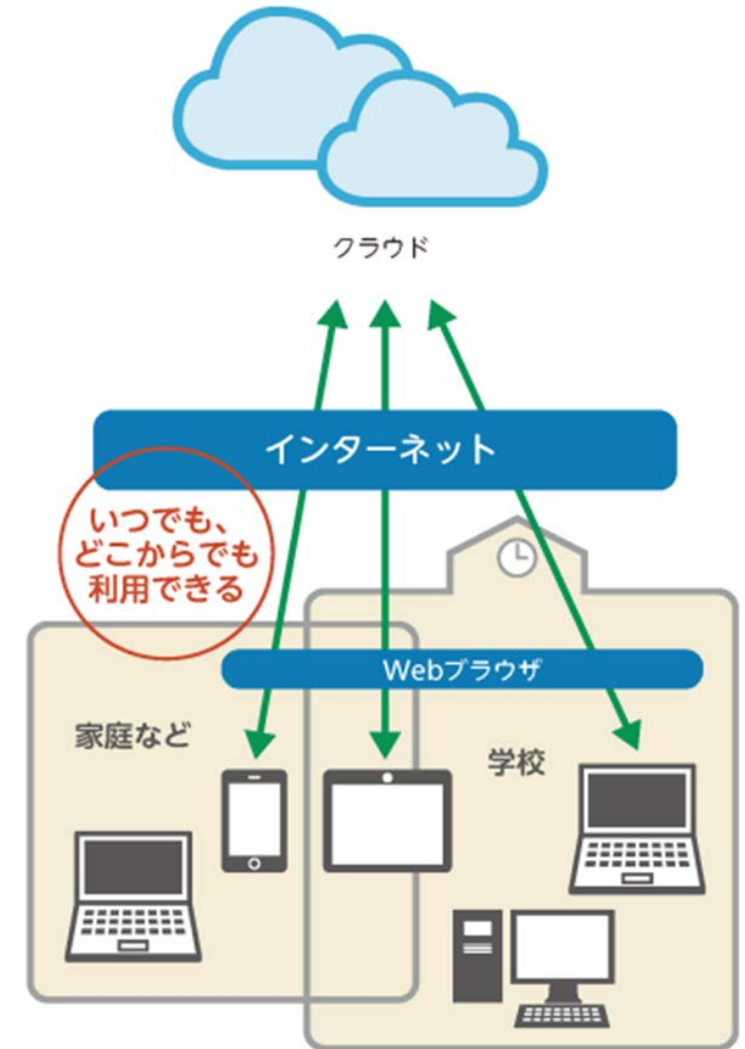 クラウド
インターネット
いつでも、
どこからでも
利用できる
Webブラウザ
家庭など
学校